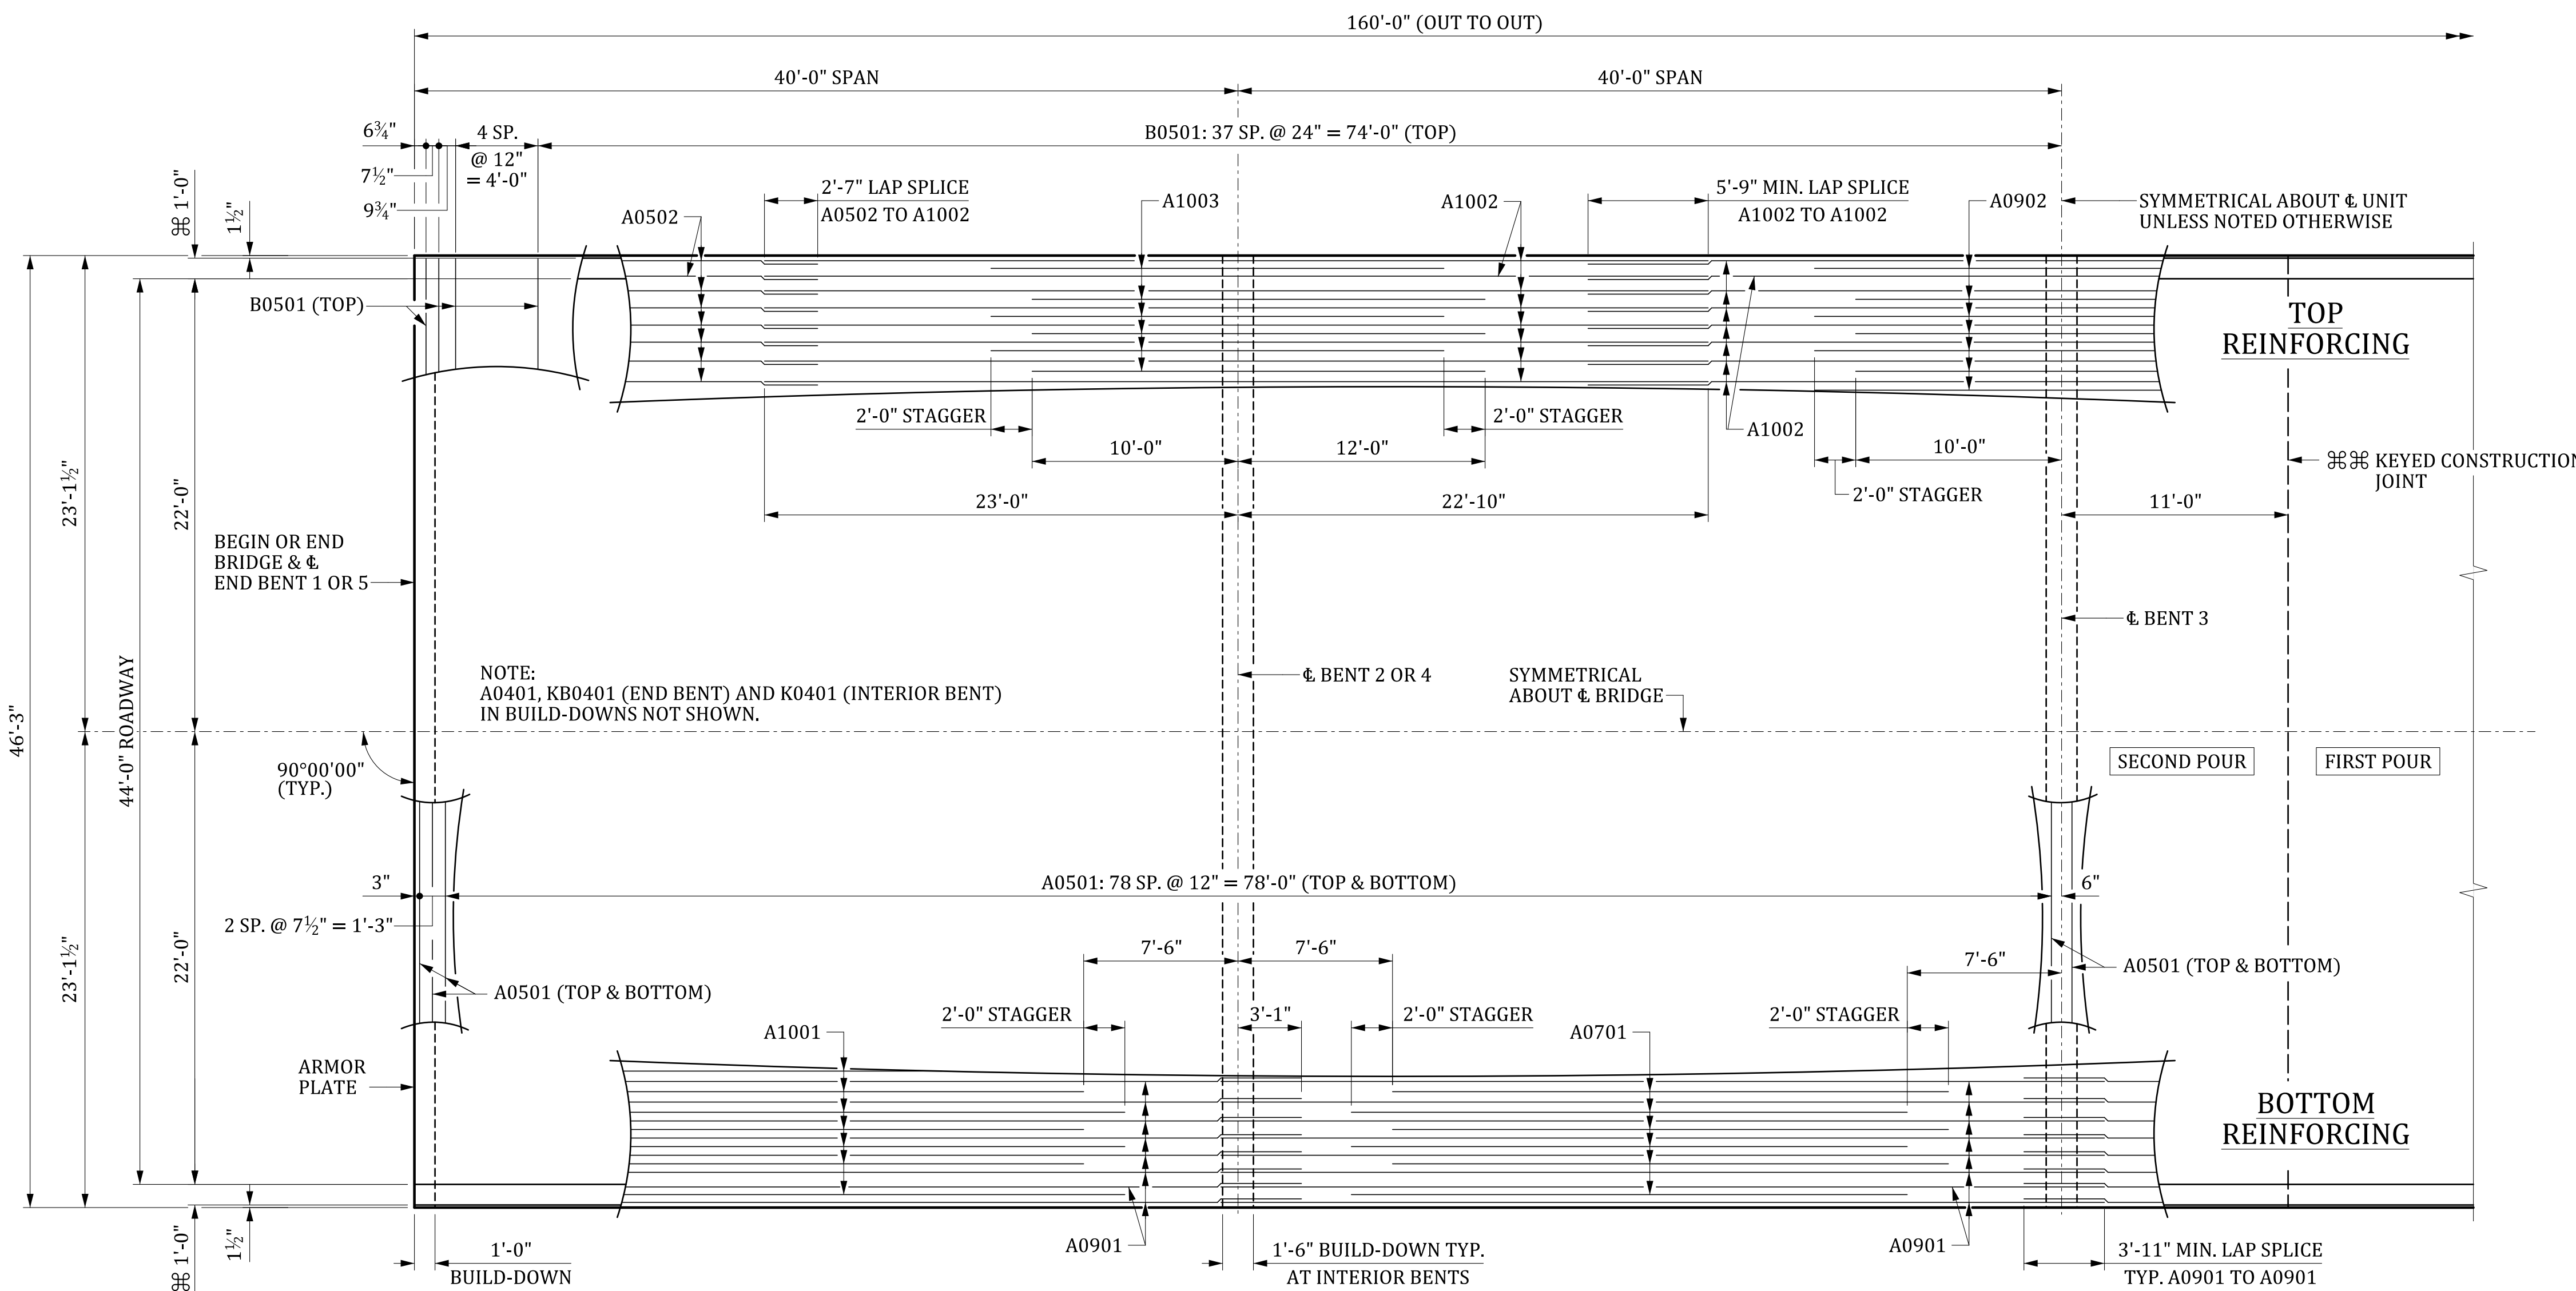 160'-0" (OUT TO OUT)
40'-0" SPAN
40'-0" SPAN
6¾"
4 SP.
@ 12"
= 4'-0"
B0501: 37 SP. @ 24" = 74'-0" (TOP)
7½"
9¾"
⌘ 1'-0"
1½"
A0502
2'-7" LAP SPLICE
A0502 TO A1002
A1003
A1002
5'-9" MIN. LAP SPLICE
A1002 TO A1002
A0902
SYMMETRICAL ABOUT ℄ UNIT
UNLESS NOTED OTHERWISE
B0501 (TOP)
TOP
REINFORCING
2'-0" STAGGER
2'-0" STAGGER
A1002
10'-0"
12'-0"
10'-0"
2'-0" STAGGER
⌘⌘ KEYED CONSTRUCTION
JOINT
23'-0"
22'-10"
11'-0"
23'-1½"
22'-0"
BEGIN OR END
BRIDGE & ℄
END BENT 1 OR 5
℄ BENT 3
NOTE:
A0401, KB0401 (END BENT) AND K0401 (INTERIOR BENT)
IN BUILD-DOWNS NOT SHOWN.
℄ BENT 2 OR 4
SYMMETRICAL
ABOUT ℄ BRIDGE
46'-3"
44'-0" ROADWAY
90°00'00"
(TYP.)
SECOND POUR
FIRST POUR
3"
A0501: 78 SP. @ 12" = 78'-0" (TOP & BOTTOM)
6"
2 SP. @ 7½" = 1'-3"
23'-1½"
22'-0"
7'-6"
7'-6"
7'-6"
A0501 (TOP & BOTTOM)
A0501 (TOP & BOTTOM)
2'-0" STAGGER
3'-1"
2'-0" STAGGER
2'-0" STAGGER
A1001
A0701
ARMOR
PLATE
BOTTOM
REINFORCING
⌘ 1'-0"
1½"
1'-0"
BUILD-DOWN
A0901
1'-6" BUILD-DOWN TYP.
AT INTERIOR BENTS
A0901
3'-11" MIN. LAP SPLICE
TYP. A0901 TO A0901